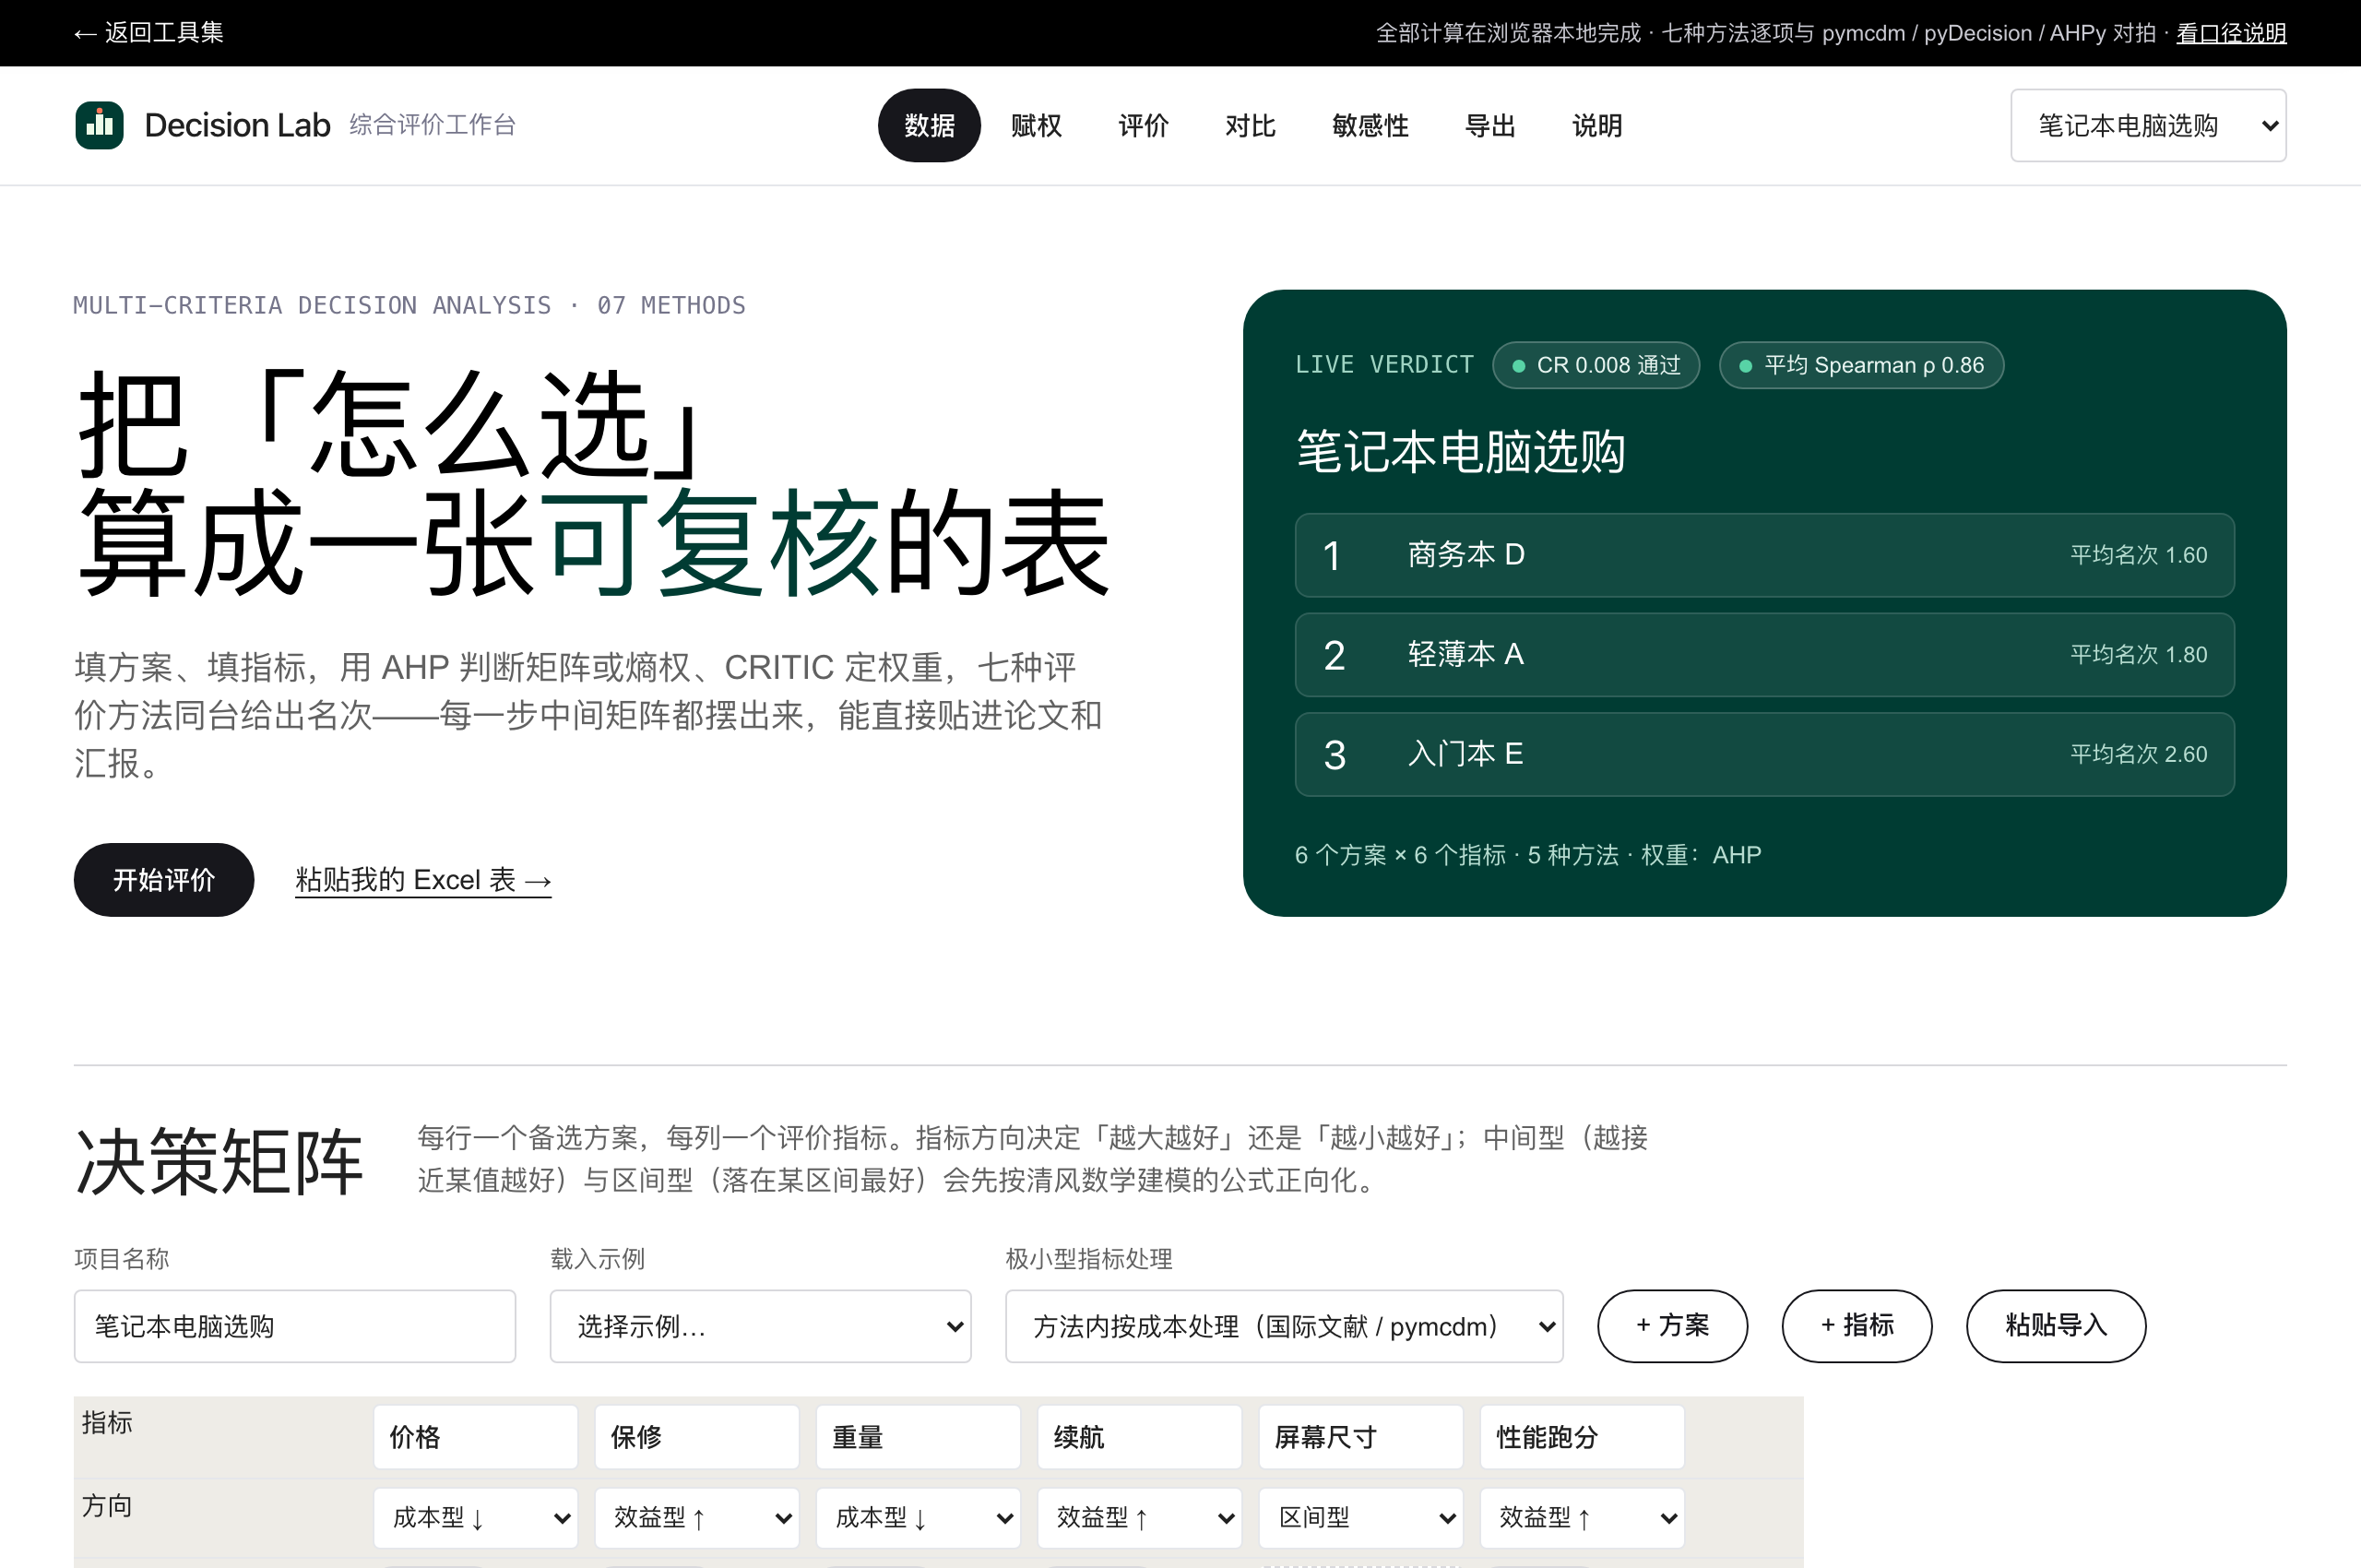 ← 返回工具集
全部计算在浏览器本地完成 · 七种方法逐项与 pymcdm / pyDecision / AHPy 对拍 · 看口径说明
Decision Lab 综合评价工作台
数据 赋权 评价 对比 敏感性 导出 说明
笔记本电脑选购
MULTI-CRITERIA DECISION ANALYSIS · 07 METHODS
把「怎么选」
算成一张可复核的表
填方案、填指标，用 AHP 判断矩阵或熵权、CRITIC 定权重，七种评
价方法同台给出名次——每一步中间矩阵都摆出来，能直接贴进论文和
汇报。
开始评价 粘贴我的 Excel 表 →
LIVE VERDICT CR 0.008 通过 平均 Spearman ρ 0.86
笔记本电脑选购
1 商务本 D 平均名次 1.60
2 轻薄本 A 平均名次 1.80
3 入门本 E 平均名次 2.60
6 个方案 × 6 个指标 · 5 种方法 · 权重：AHP
决策矩阵
每行一个备选方案，每列一个评价指标。指标方向决定「越大越好」还是「越小越好」；中间型（越接
近某值越好）与区间型（落在某区间最好）会先按清风数学建模的公式正向化。
项目名称 载入示例 极小型指标处理
笔记本电脑选购 选择示例… 方法内按成本处理（国际文献 / pymcdm） + 方案 + 指标 粘贴导入
指标 价格 保修 重量 续航 屏幕尺寸 性能跑分
方向 成本型 ↓ 效益型 ↑ 成本型 ↓ 效益型 ↑ 区间型 效益型 ↑